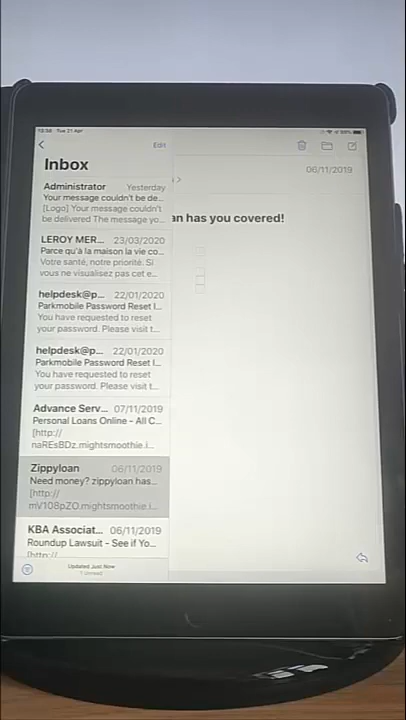 Tue 21 Apr
Edit
Inbox
Administrator Yesterday
Your message couldn't be de...
[Logo] Your message couldn't
be delivered The message yo...
LEROY MER... 23/03/2020
Parce qu'à la maison la vie co...
Votre santé, notre priorité. Si
vous ne visualisez pas cet e...
helpdesk@p... 22/01/2020
Parkmobile Password Reset I...
You have requested to reset
your password. Please visit t...
helpdesk@p... 22/01/2020
Parkmobile Password Reset I...
You have requested to reset
your password. Please visit t...
Advance Serv... 07/11/2019
Personal Loans Online - All C...
[http://
naREsBDz.mightsmoothie.i...
Zippyloan 06/11/2019
Need money? zippyloan has...
[http://
mV108pZO.mightsmoothie.i...
KBA Associat... 06/11/2019
Roundup Lawsuit - See if Yo...
[http://
Updated Just Now
1 Unread
06/11/2019
an has you covered!